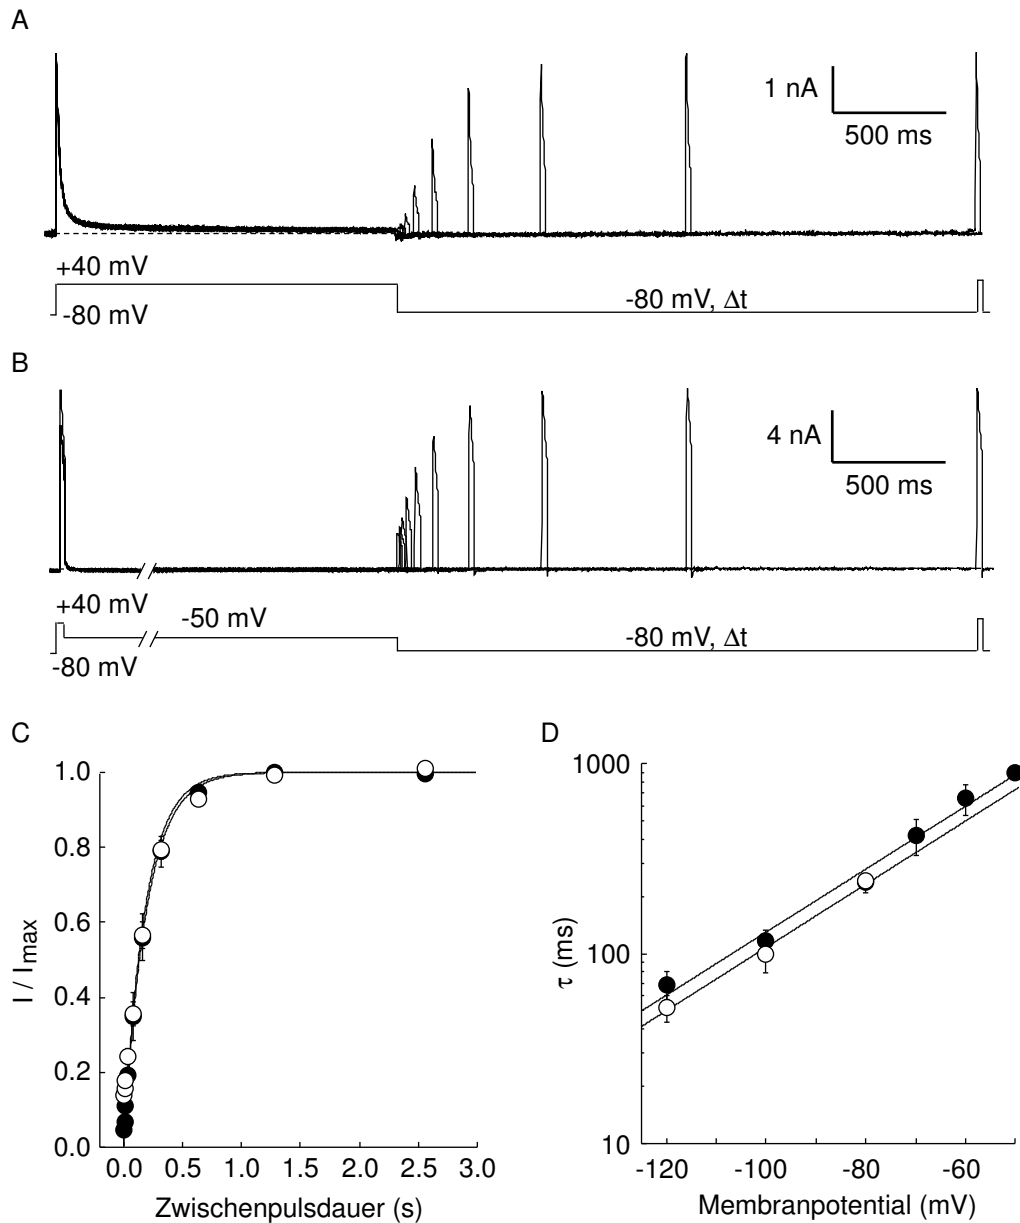 A
1 nA
500 ms
+40 mV
-80 mV
-80 mV, Δt
B
4 nA
500 ms
+40 mV
-50 mV
-80 mV, Δt
-80 mV
C
D
1.0
0.8
0.6
0.4
0.2
0.0
I / Imax
0.0 0.5 1.0 1.5 2.0 2.5 3.0
Zwischenpulsdauer (s)
1000
100
10
τ (ms)
-120 -100 -80 -60
Membranpotential (mV)